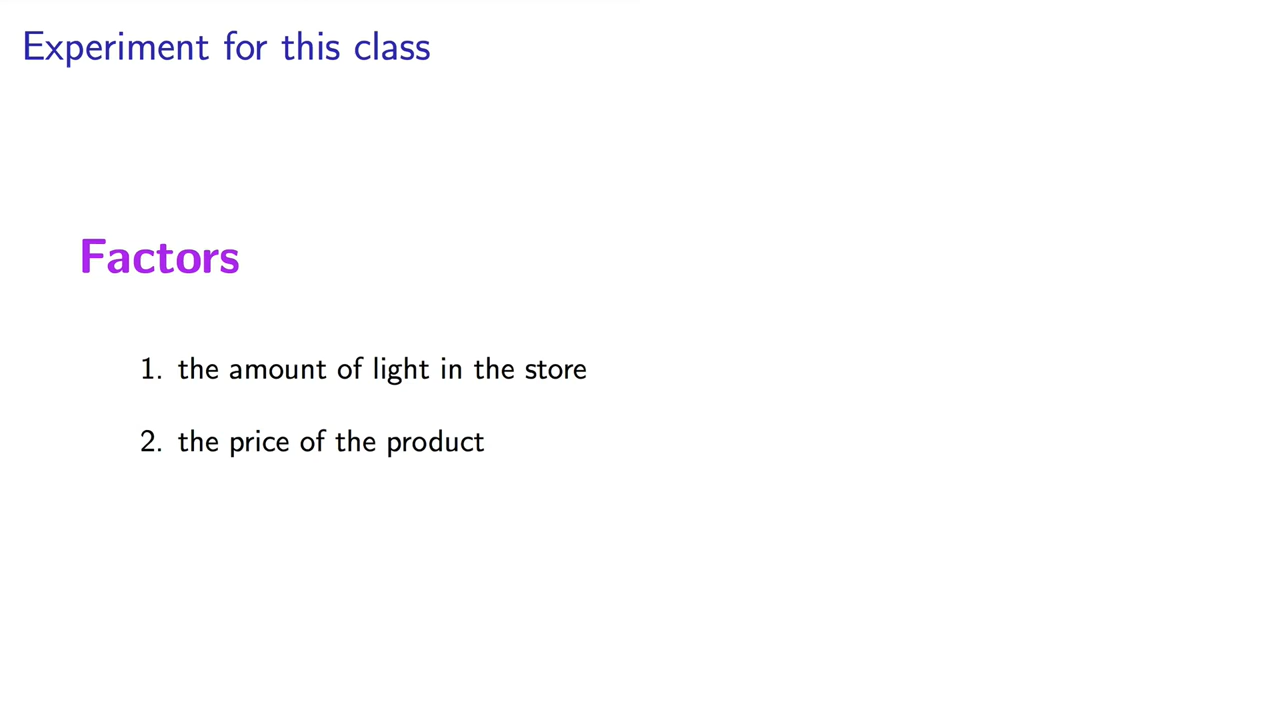 Experiment for this class
Factors
1. the amount of light in the store
2. the price of the product